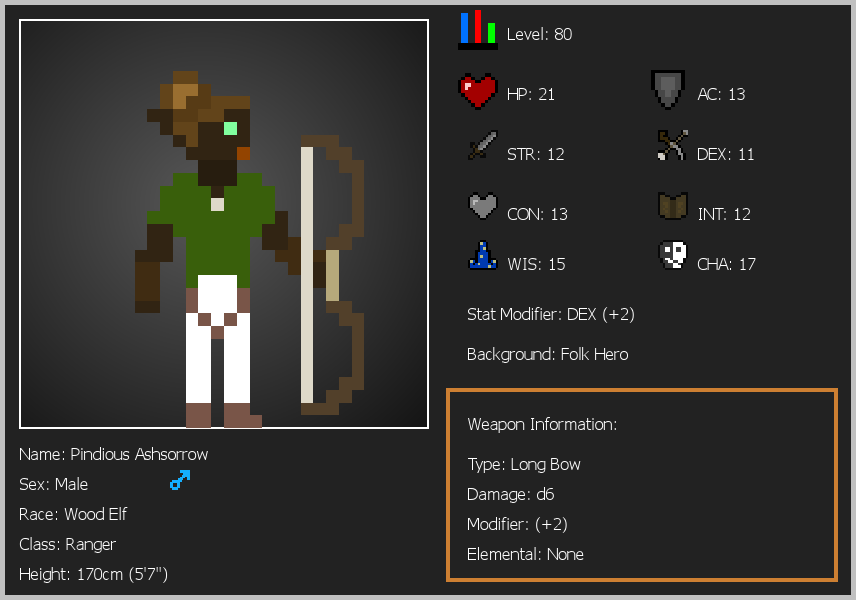 Level: 80
HP: 21
AC: 13
STR: 12
DEX: 11
CON: 13
INT: 12
WIS: 15
CHA: 17
Stat Modifier: DEX (+2)
Background: Folk Hero
Weapon Information:
Type: Long Bow
Damage: d6
Modifier: (+2)
Elemental: None
Name: Pindious Ashsorrow
Sex: Male
Race: Wood Elf
Class: Ranger
Height: 170cm (5'7")